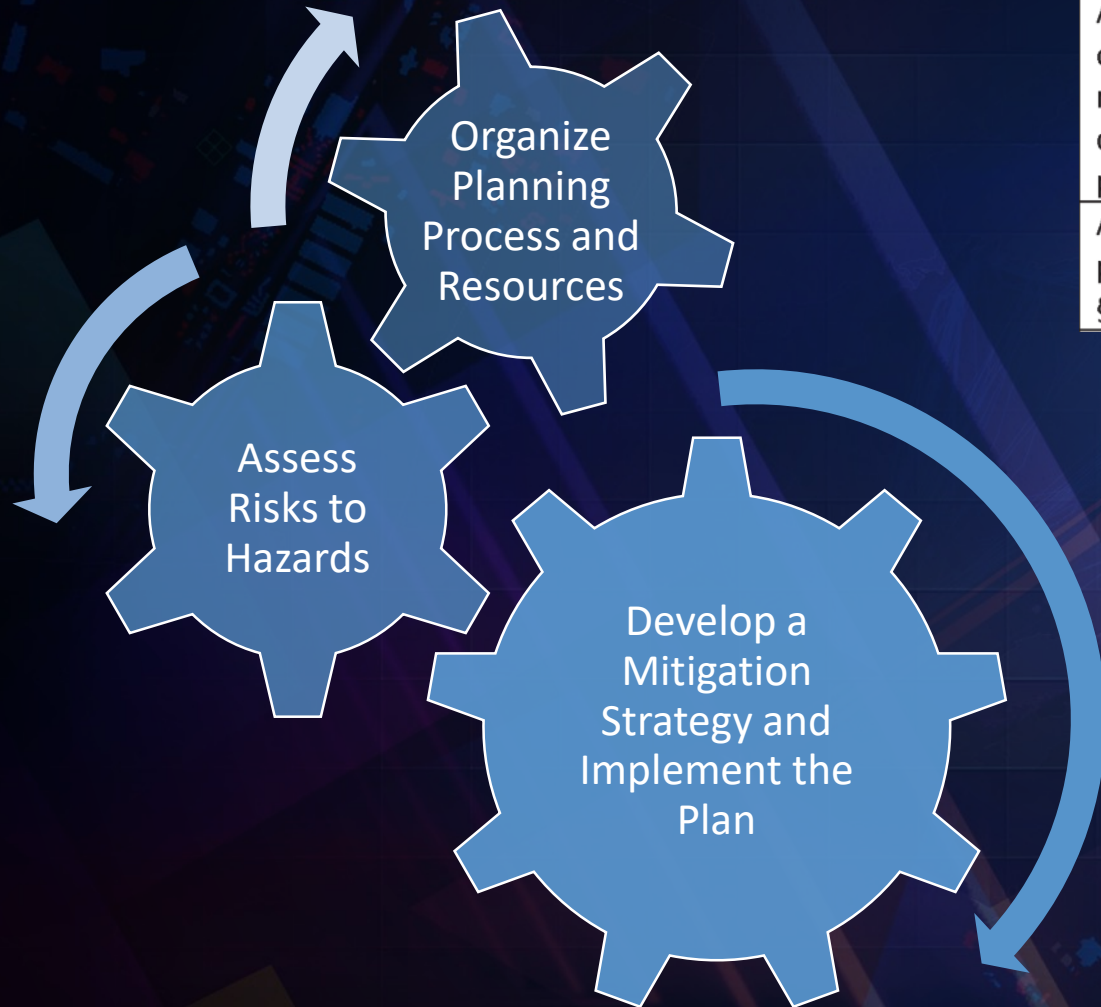 Organize
Planning
Process and
Resources
Assess
Risks to
Hazards
Develop a
Mitigation
Strategy and
Implement the
Plan